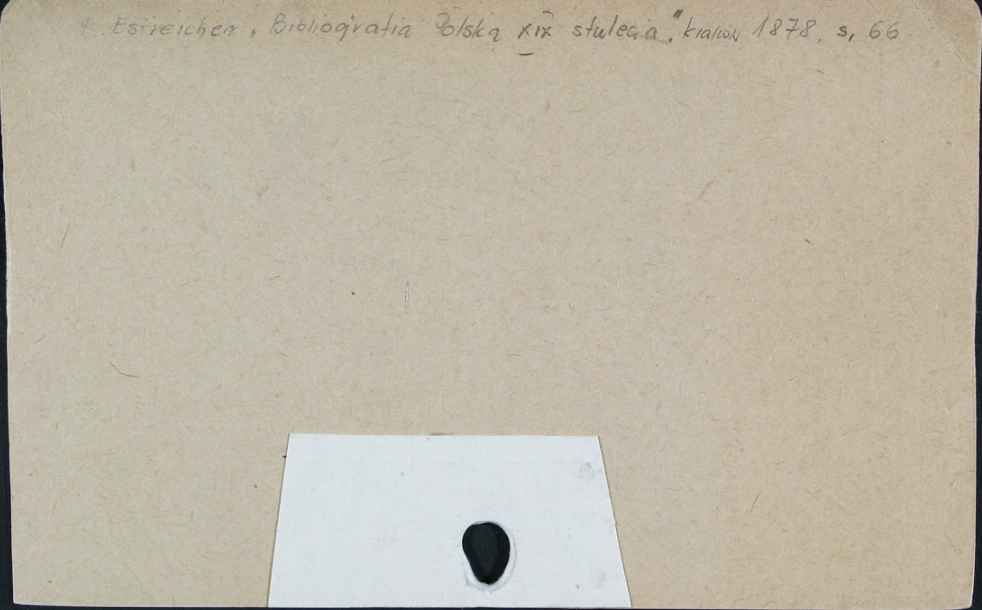 K. Estreicher „Bibliografia Polska XIX stulecia” Kraków 1878. s. 66